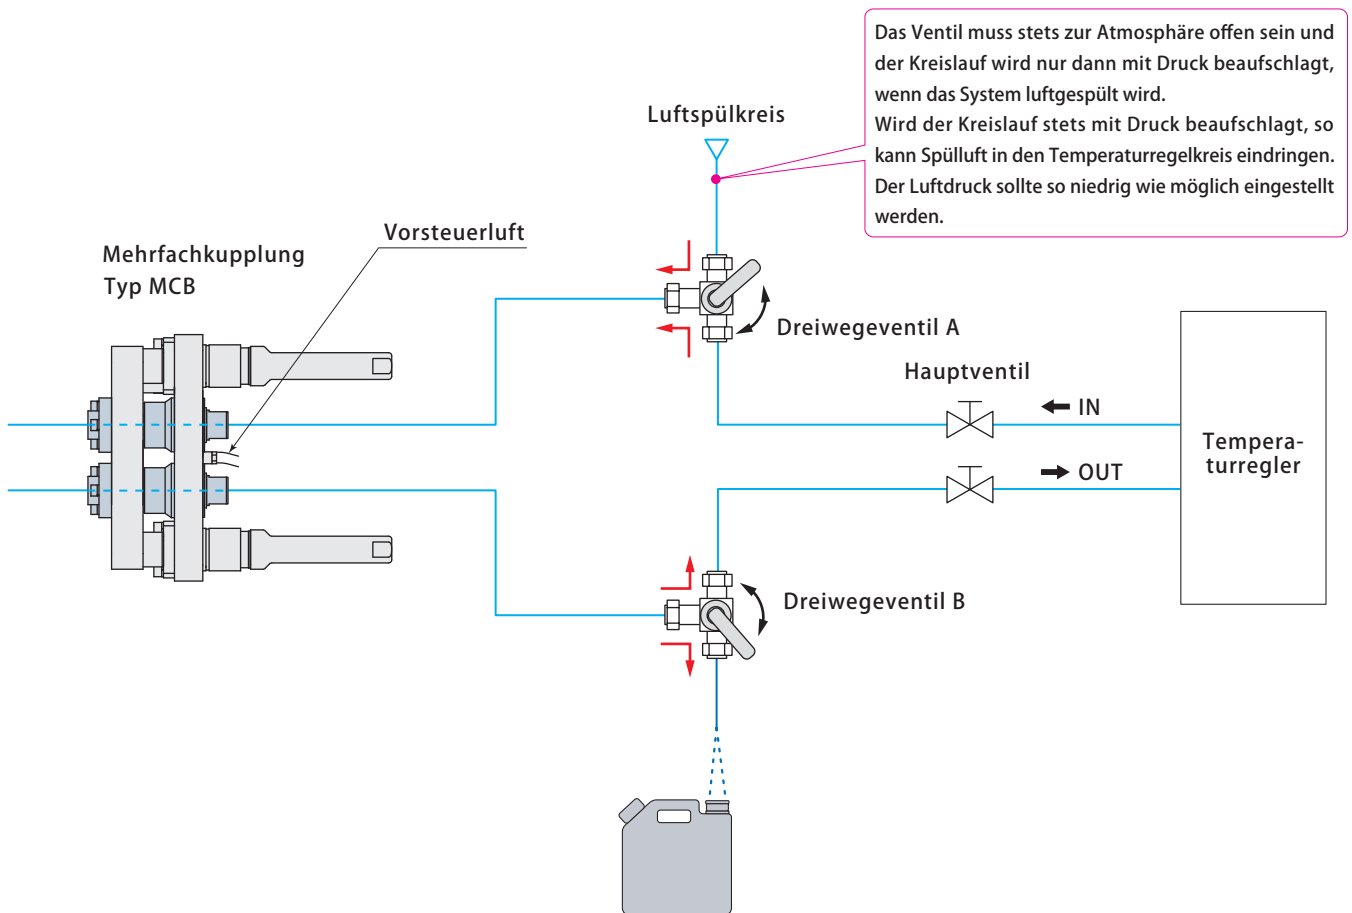 Das Ventil muss stets zur Atmosphäre offen sein und
der Kreislauf wird nur dann mit Druck beaufschlagt,
wenn das System luftgespült wird.
Wird der Kreislauf stets mit Druck beaufschlagt, so
kann Spülluft in den Temperaturregelkreis eindringen.
Der Luftdruck sollte so niedrig wie möglich eingestellt
werden.
Luftspülkreis
Vorsteuerluft
Mehrfachkupplung
Typ MCB
Dreiwegeventil A
Hauptventil
IN
Tempera-
turregler
OUT
Dreiwegeventil B